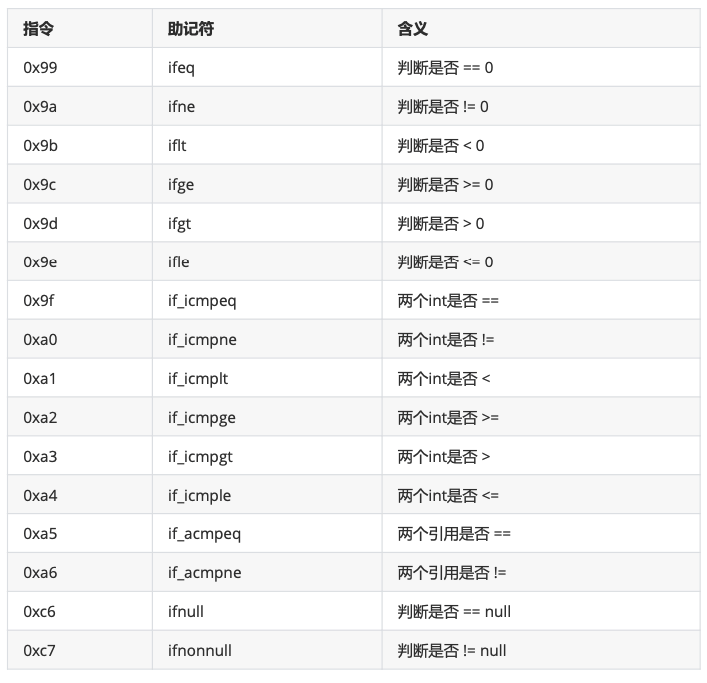 指令 助记符 含义
0x99 ifeq 判断是否 == 0
0x9a ifne 判断是否 != 0
0x9b iflt 判断是否 < 0
0x9c ifge 判断是否 >= 0
0x9d ifgt 判断是否 > 0
0x9e ifle 判断是否 <= 0
0x9f if_icmpeq 两个int是否 ==
0xa0 if_icmpne 两个int是否 !=
0xa1 if_icmplt 两个int是否 <
0xa2 if_icmpge 两个int是否 >=
0xa3 if_icmpgt 两个int是否 >
0xa4 if_icmple 两个int是否 <=
0xa5 if_acmpeq 两个引用是否 ==
0xa6 if_acmpne 两个引用是否 !=
0xc6 ifnull 判断是否 == null
0xc7 ifnonnull 判断是否 != null